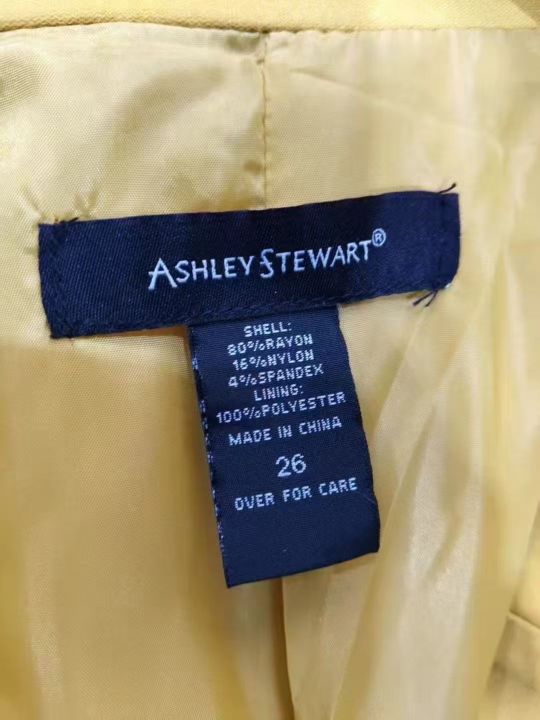 ASHLEY STEWART®
SHELL:
80%RAYON
16%NYLON
4%SPANDEX
LINING:
100%POLYESTER
MADE IN CHINA
26
OVER FOR CARE